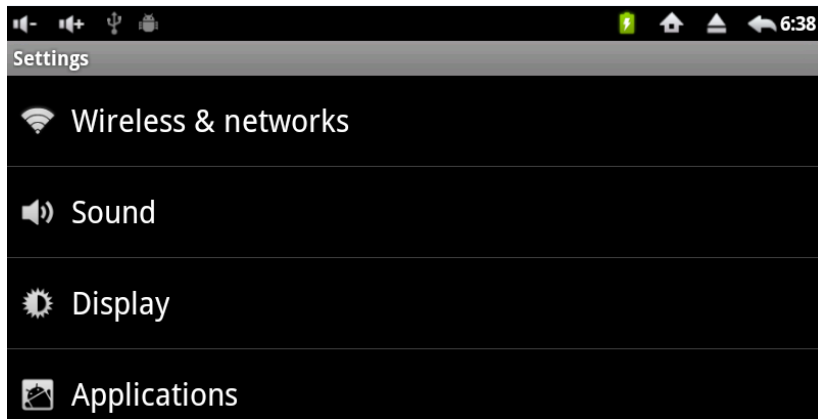 6:38
Settings
Wireless & networks
Sound
Display
Applications